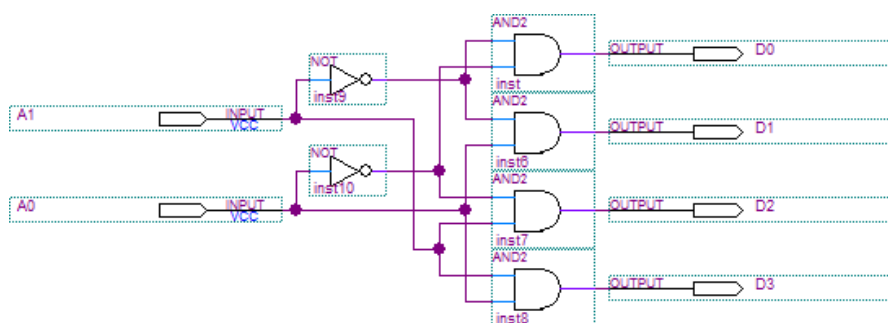 AND2
OUTPUT D0
NOT
inst9
inst
AND2
A1 INPUT
VCC
OUTPUT D1
NOT
inst6
inst10
AND2
A0 INPUT
VCC
OUTPUT D2
inst7
AND2
OUTPUT D3
inst8